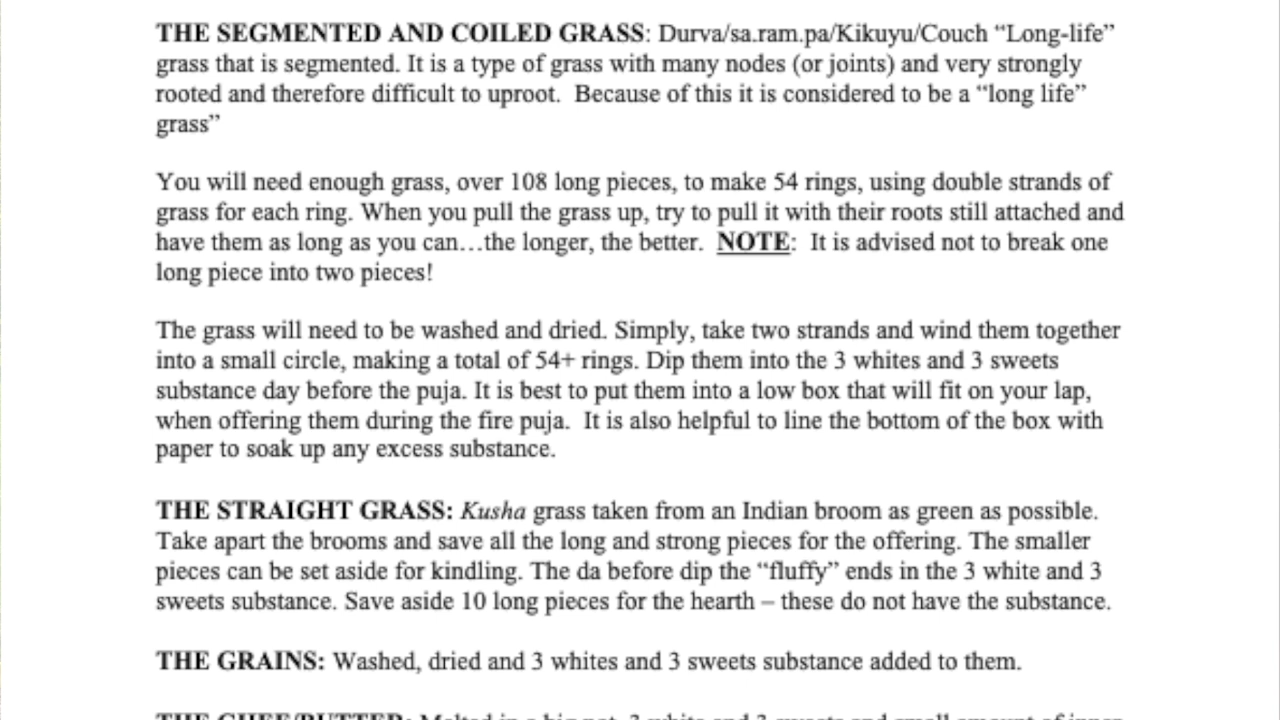 THE SEGMENTED AND COILED GRASS: Durva/sa.ram.pa/Kikuyu/Couch “Long-life”
grass that is segmented. It is a type of grass with many nodes (or joints) and very strongly
rooted and therefore difficult to uproot.  Because of this it is considered to be a “long life”
grass”
You will need enough grass, over 108 long pieces, to make 54 rings, using double strands of
grass for each ring. When you pull the grass up, try to pull it with their roots still attached and
have them as long as you can…the longer, the better.  NOTE:  It is advised not to break one
long piece into two pieces!
The grass will need to be washed and dried. Simply, take two strands and wind them together
into a small circle, making a total of 54+ rings. Dip them into the 3 whites and 3 sweets
substance day before the puja. It is best to put them into a low box that will fit on your lap,
when offering them during the fire puja.  It is also helpful to line the bottom of the box with
paper to soak up any excess substance.
THE STRAIGHT GRASS: Kusha grass taken from an Indian broom as green as possible.
Take apart the brooms and save all the long and strong pieces for the offering. The smaller
pieces can be set aside for kindling. The da before dip the “fluffy” ends in the 3 white and 3
sweets substance. Save aside 10 long pieces for the hearth – these do not have the substance.
THE GRAINS: Washed, dried and 3 whites and 3 sweets substance added to them.